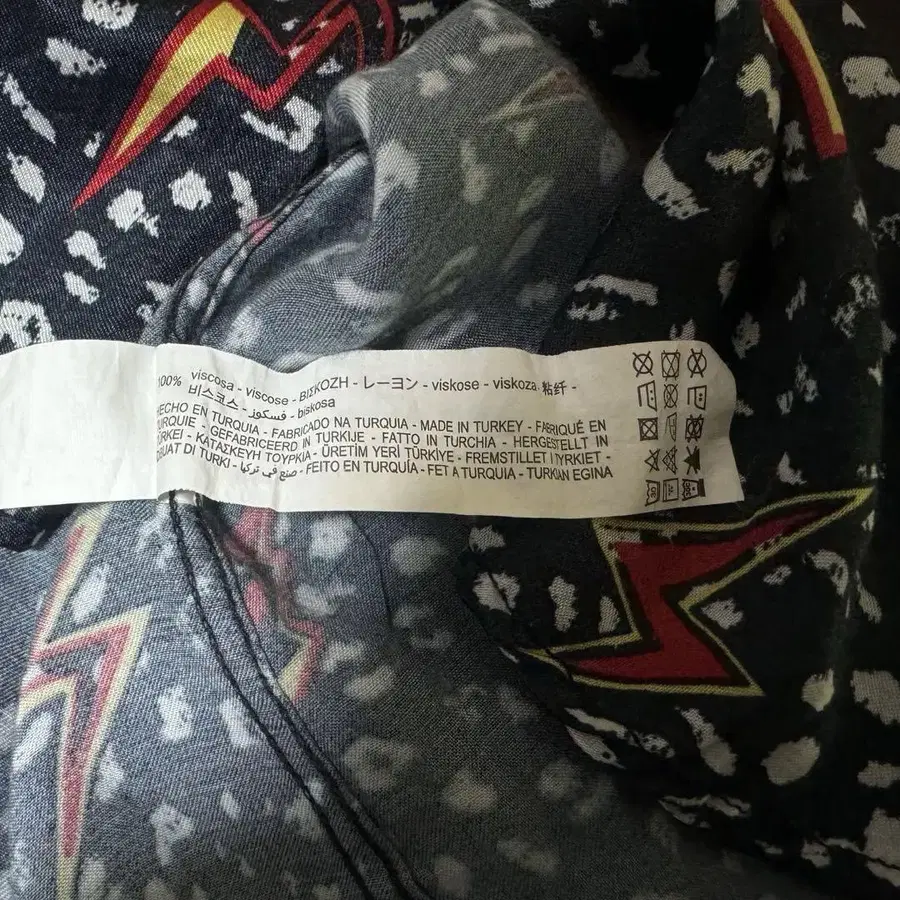 100% viscosa - viscose - ΒΙΣΚΟΖΗ - レーヨン - viskose - viskoza 粘纤 -
비스코스 - فسكوز - biskosa
HECHO EN TURQUIA - FABRICADO NA TURQUIA - MADE IN TURKEY - FABRIQUÉ EN
TURQUIE - GEFABRICEERD IN TURKIJE - FATTO IN TURCHIA - HERGESTELLT IN
TÜRKEI - ΚΑΤΑΣΚΕΥΗ ΤΟΥΡΚΙΑ - ÜRETİM YERİ TÜRKİYE - FREMSTILLET I TYRKIET -
DIBUAT DI TURKI - صنع في تركيا - FEITO EN TURQUÍA - FET A TURQUIA - TURKIAN EGINA